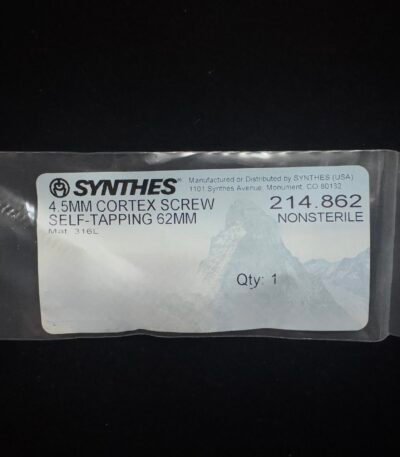 SYNTHES®
Manufactured or Distributed by SYNTHES (USA)
1101 Synthes Avenue, Monument, CO 80132
4.5MM CORTEX SCREW
SELF-TAPPING 62MM
Mat. 316L
214.862
NONSTERILE
Qty: 1